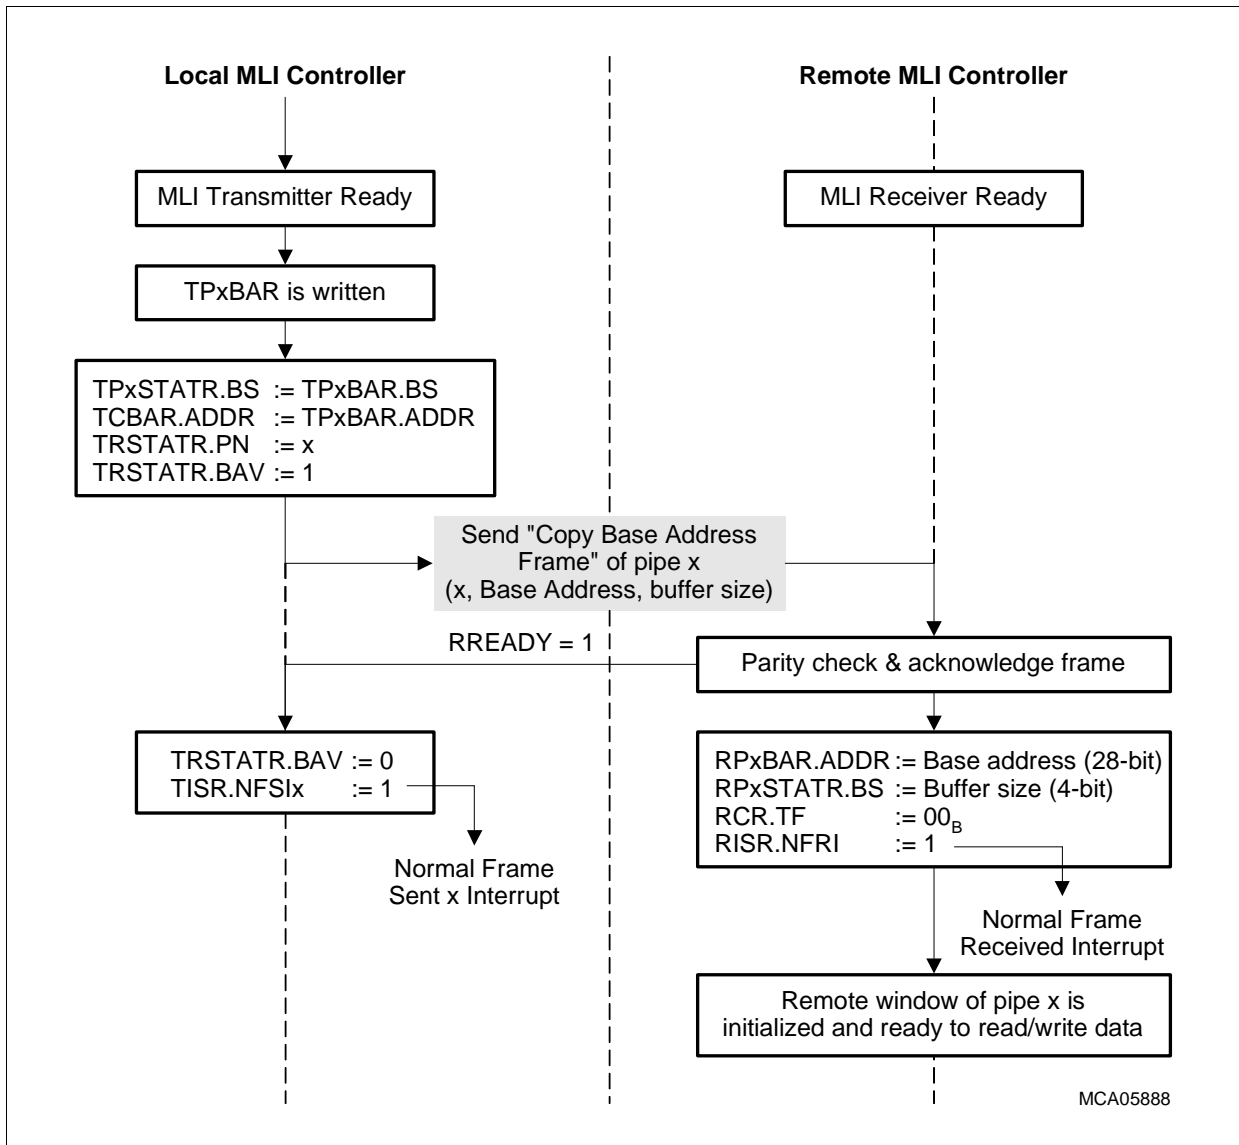 Local MLI Controller
Remote MLI Controller
MLI Transmitter Ready
MLI Receiver Ready
TPxBAR is written
TPxSTATR.BS := TPxBAR.BS
TCBAR.ADDR := TPxBAR.ADDR
TRSTATR.PN := x
TRSTATR.BAV := 1
Send "Copy Base Address
Frame" of pipe x
(x, Base Address, buffer size)
RREADY = 1
Parity check & acknowledge frame
TRSTATR.BAV := 0
TISR.NFSIx := 1
Normal Frame
Sent x Interrupt
RPxBAR.ADDR := Base address (28-bit)
RPxSTATR.BS := Buffer size (4-bit)
RCR.TF := 00B
RISR.NFRI := 1
Normal Frame
Received Interrupt
Remote window of pipe x is
initialized and ready to read/write data
MCA05888